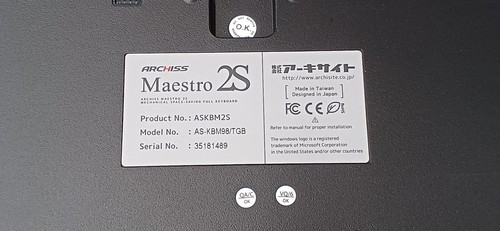 O.K.
ARCHISS
Maestro 2S
ARCHISS MAESTRO 2S
MECHANICAL SPACE-SAVING FULL KEYBOARD
Product No. : ASKBM2S
Model No. : AS-KBM98/TGB
Serial No. : 35181489
株式会社 アーキサイト
http://www.archisite.co.jp/
Made in Taiwan
Designed in Japan
FC CE
Refer to manual for proper installation
The windows logo is a registered
trademark of Microsoft Corporation
in the United States and/or other countries
QA/C
OK
VQ/6
OK